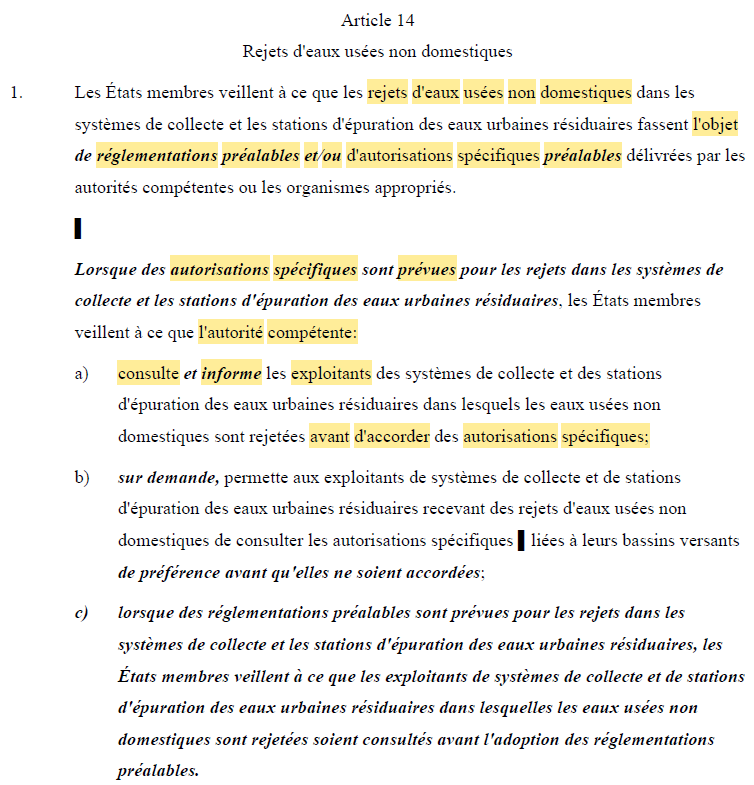 Article 14
Rejets d'eaux usées non domestiques
1. Les États membres veillent à ce que les rejets d'eaux usées non domestiques dans les
systèmes de collecte et les stations d'épuration des eaux urbaines résiduaires fassent l'objet
de réglementations préalables et/ou d'autorisations spécifiques préalables délivrées par les
autorités compétentes ou les organismes appropriés.
▌
Lorsque des autorisations spécifiques sont prévues pour les rejets dans les systèmes de
collecte et les stations d'épuration des eaux urbaines résiduaires, les États membres
veillent à ce que l'autorité compétente:
a) consulte et informe les exploitants des systèmes de collecte et des stations
d'épuration des eaux urbaines résiduaires dans lesquels les eaux usées non
domestiques sont rejetées avant d'accorder des autorisations spécifiques;
b) sur demande, permette aux exploitants de systèmes de collecte et de stations
d'épuration des eaux urbaines résiduaires recevant des rejets d'eaux usées non
domestiques de consulter les autorisations spécifiques ▌liées à leurs bassins versants
de préférence avant qu'elles ne soient accordées;
c) lorsque des réglementations préalables sont prévues pour les rejets dans les
systèmes de collecte et les stations d'épuration des eaux urbaines résiduaires, les
États membres veillent à ce que les exploitants de systèmes de collecte et de stations
d'épuration des eaux urbaines résiduaires dans lesquelles les eaux usées non
domestiques sont rejetées soient consultés avant l'adoption des réglementations
préalables.